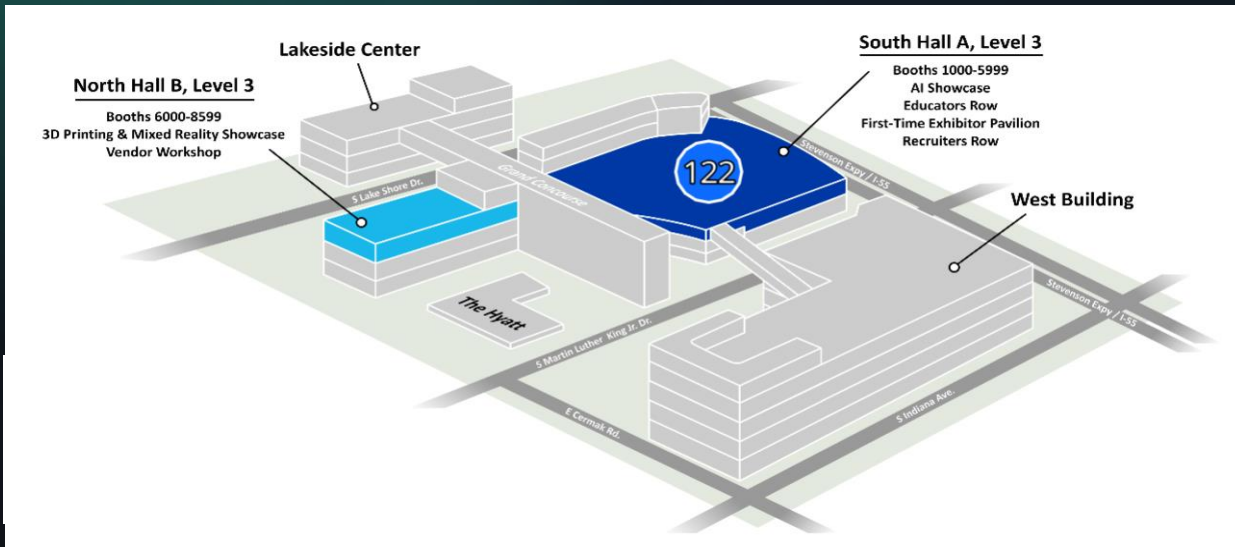 Lakeside Center
North Hall B, Level 3
Booths 6000-8599
3D Printing & Mixed Reality Showcase
Vendor Workshop
South Hall A, Level 3
Booths 1000-5999
AI Showcase
Educators Row
First-Time Exhibitor Pavilion
Recruiters Row
122
Grand Concourse
Stevenson Expy / I-55
S Lake Shore Dr.
West Building
The Hyatt
Stevenson Expy / I-55
S Martin Luther King Jr. Dr.
S Indiana Ave.
E Cermak Rd.